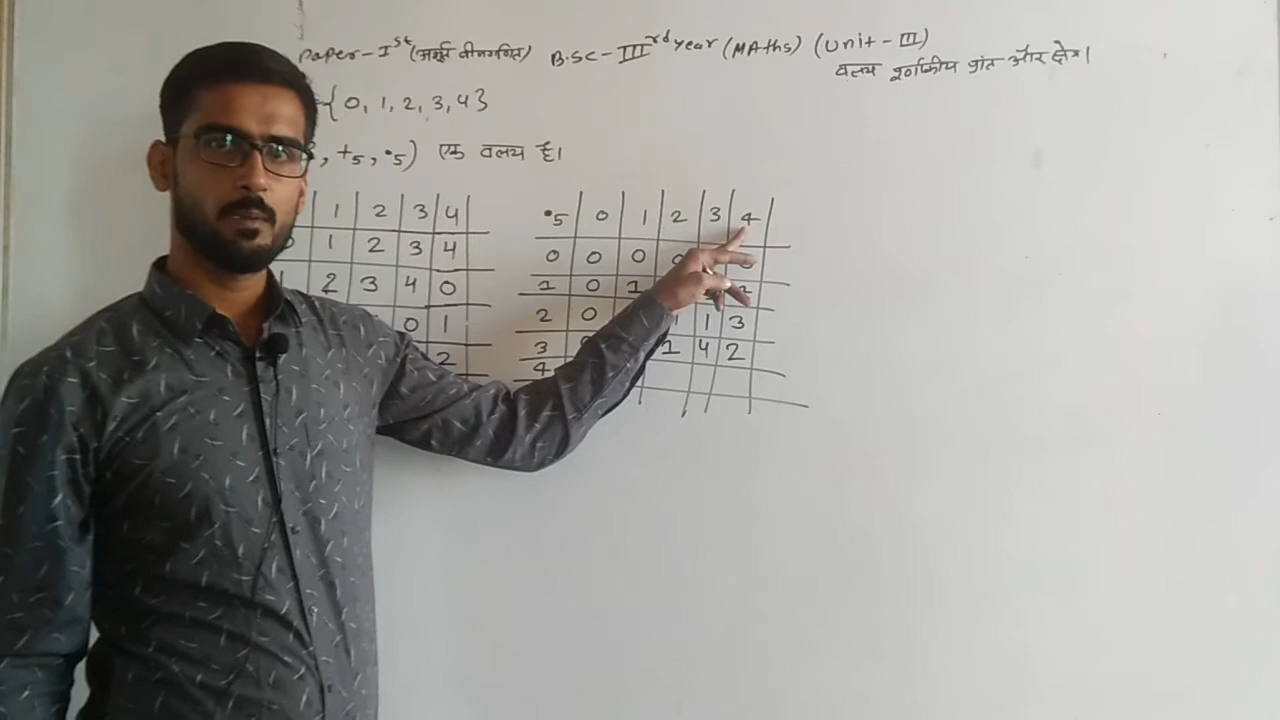 Paper-Ist (अमूर्त बीजगणित) B.SC-IIIrd year (MAths) (Unit-III)
वलय पूर्णांकीय प्रांत और क्षेत्र।
={0, 1, 2, 3, 4}
, +5, •5) एक वलय है।
1 2 3 4
1 2 3 4
2 3 4 0
0 1
2
•5 0 1 2 3 4
0 0 0
1 0 1
2 0 1 1 3
3 1 4 2
4